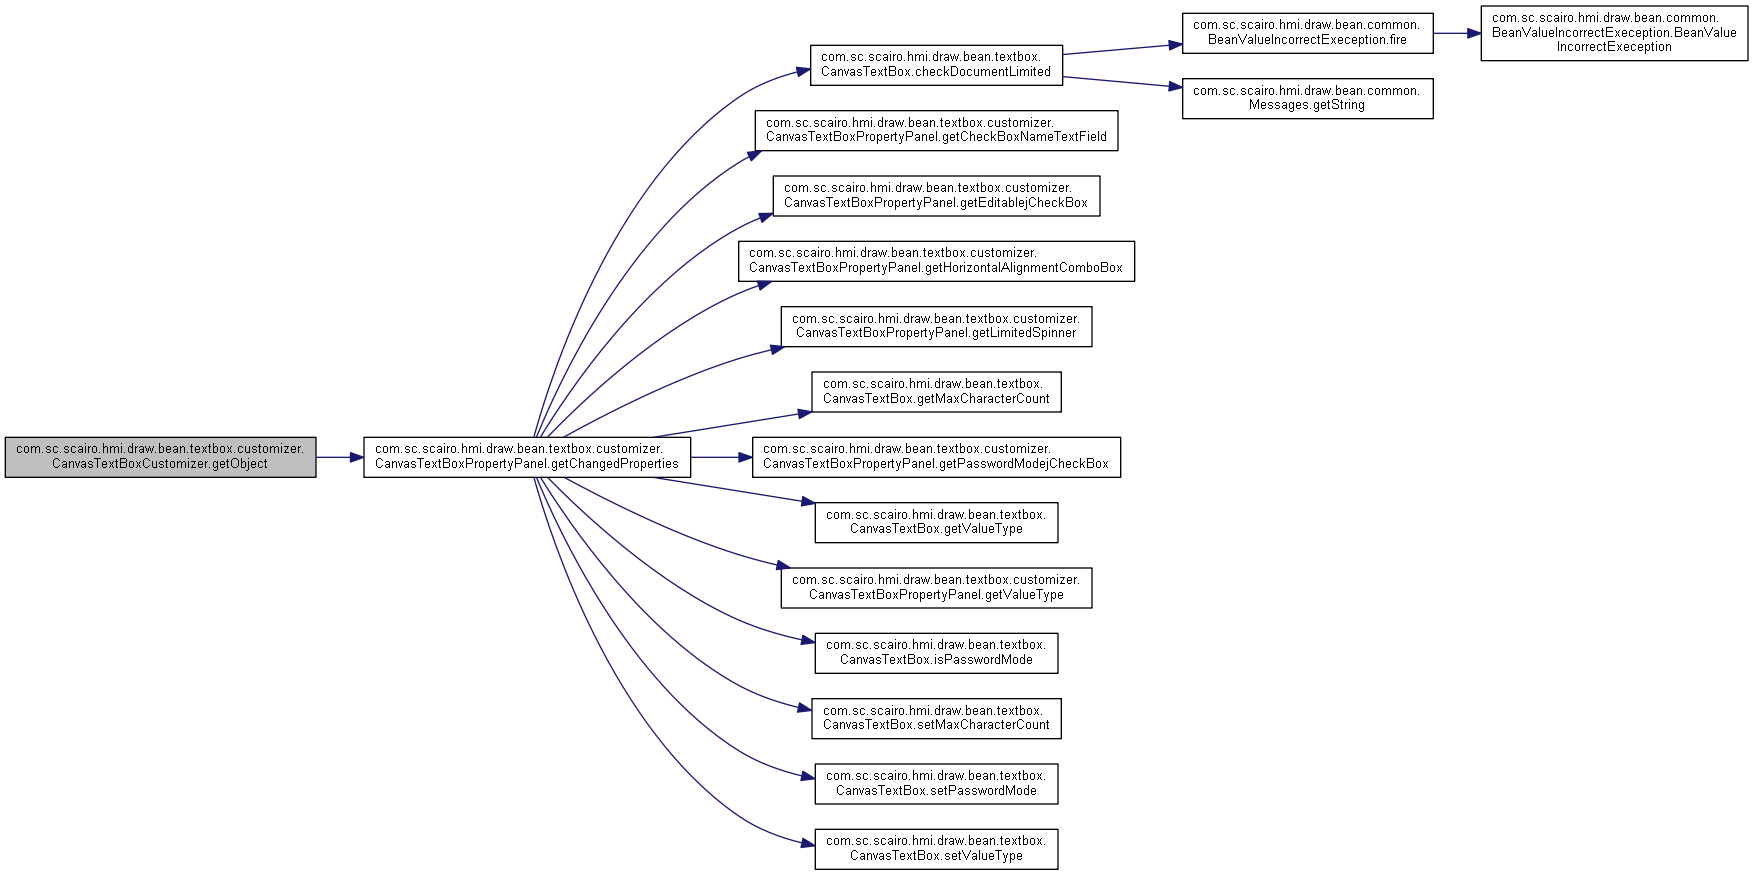 com.sc.scairo.hmi.draw.bean.textbox.customizer.
CanvasTextBoxCustomizer.getObject
com.sc.scairo.hmi.draw.bean.textbox.customizer.
CanvasTextBoxPropertyPanel.getChangedProperties
com.sc.scairo.hmi.draw.bean.textbox.
CanvasTextBox.checkDocumentLimited
com.sc.scairo.hmi.draw.bean.common.
BeanValueIncorrectExeception.fire
com.sc.scairo.hmi.draw.bean.common.
BeanValueIncorrectExeception.BeanValue
IncorrectExeception
com.sc.scairo.hmi.draw.bean.common.
Messages.getString
com.sc.scairo.hmi.draw.bean.textbox.customizer.
CanvasTextBoxPropertyPanel.getCheckBoxNameTextField
com.sc.scairo.hmi.draw.bean.textbox.customizer.
CanvasTextBoxPropertyPanel.getEditablejCheckBox
com.sc.scairo.hmi.draw.bean.textbox.customizer.
CanvasTextBoxPropertyPanel.getHorizontalAlignmentComboBox
com.sc.scairo.hmi.draw.bean.textbox.customizer.
CanvasTextBoxPropertyPanel.getLimitedSpinner
com.sc.scairo.hmi.draw.bean.textbox.
CanvasTextBox.getMaxCharacterCount
com.sc.scairo.hmi.draw.bean.textbox.customizer.
CanvasTextBoxPropertyPanel.getPasswordModejCheckBox
com.sc.scairo.hmi.draw.bean.textbox.
CanvasTextBox.getValueType
com.sc.scairo.hmi.draw.bean.textbox.customizer.
CanvasTextBoxPropertyPanel.getValueType
com.sc.scairo.hmi.draw.bean.textbox.
CanvasTextBox.isPasswordMode
com.sc.scairo.hmi.draw.bean.textbox.
CanvasTextBox.setMaxCharacterCount
com.sc.scairo.hmi.draw.bean.textbox.
CanvasTextBox.setPasswordMode
com.sc.scairo.hmi.draw.bean.textbox.
CanvasTextBox.setValueType